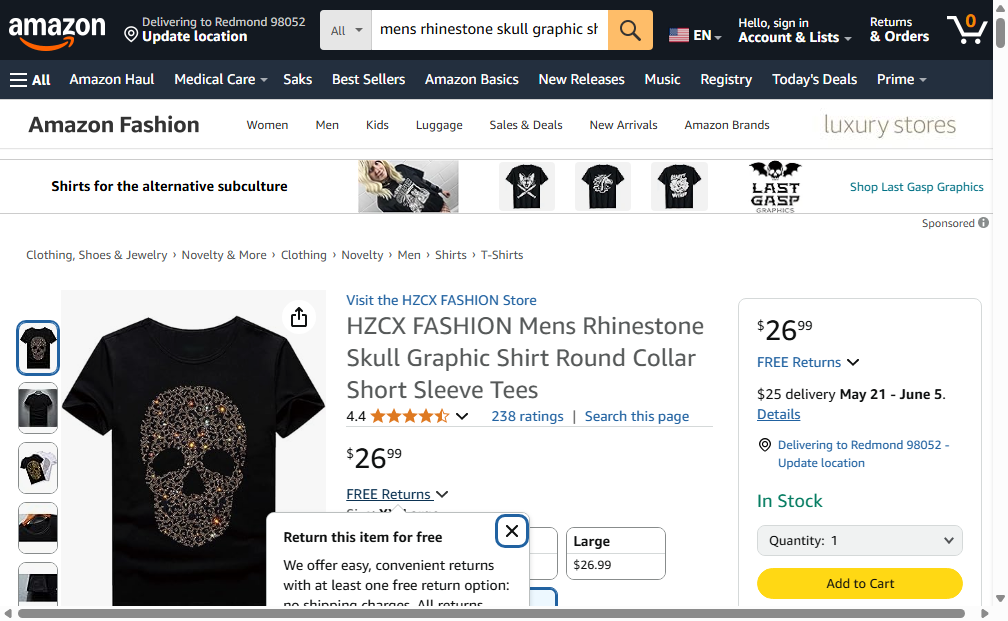 amazon
Delivering to Redmond 98052
Update location
All
mens rhinestone skull graphic sh
EN
Hello, sign in
Account & Lists
Returns
& Orders
0
All
Amazon Haul
Medical Care
Saks
Best Sellers
Amazon Basics
New Releases
Music
Registry
Today's Deals
Prime
Amazon Fashion
Women
Men
Kids
Luggage
Sales & Deals
New Arrivals
Amazon Brands
luxury stores
Shirts for the alternative subculture
LAST
GASP
GRAPHICS
Shop Last Gasp Graphics
Sponsored
Clothing, Shoes & Jewelry › Novelty & More › Clothing › Novelty › Men › Shirts › T-Shirts
Visit the HZCX FASHION Store
HZCX FASHION Mens Rhinestone
Skull Graphic Shirt Round Collar
Short Sleeve Tees
4.4
238 ratings | Search this page
$26.99
FREE Returns
Return this item for free
We offer easy, convenient returns
with at least one free return option:
no shipping charges. All returns
Large
$26.99
$26.99
FREE Returns
$25 delivery May 21 - June 5.
Details
Delivering to Redmond 98052 -
Update location
In Stock
Quantity: 1
Add to Cart